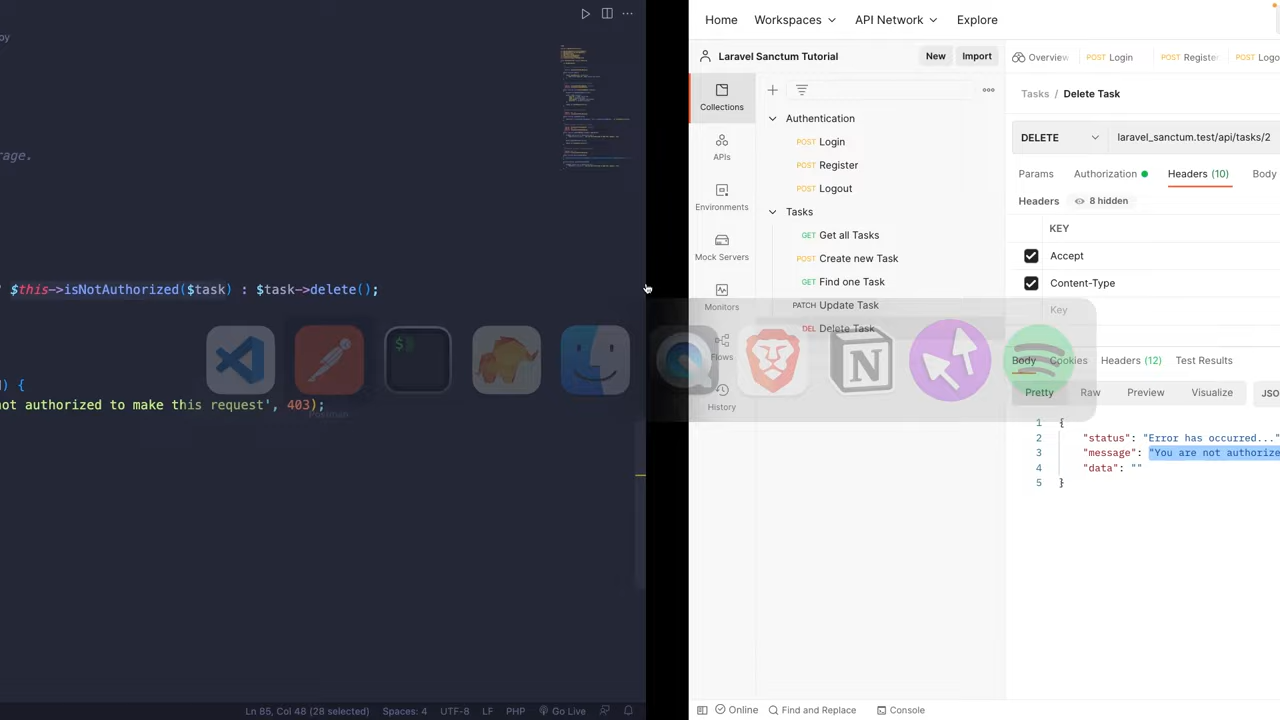 py
rage.
$this->isNotAuthorized($task) : $task->delete();
) {
not authorized to make this request', 403);
Ln 85, Col 48 (28 selected)
Spaces: 4
UTF-8
LF
PHP
Go Live
$
Postman
Home
Workspaces
API Network
Explore
Laravel Sanctum Tutorial
New
Import
Overview
POST Login
POST Registe
POST Logo
Collections
APIs
Environments
Mock Servers
Monitors
Flows
History
Authentication
POST Login
POST Register
POST Logout
Tasks
GET Get all Tasks
POST Create new Task
GET Find one Task
PATCH Update Task
DEL Delete Task
Tasks / Delete Task
DELETE
laravel_sanctum.test/api/tasks/2
Params
Authorization
Headers (10)
Body
Headers
8 hidden
KEY
Accept
Content-Type
Key
Body
Cookies
Headers (12)
Test Results
Pretty
Raw
Preview
Visualize
JSO
1 {
2 "status": "Error has occurred..."
3 "message": "You are not authorize
4 "data": ""
5 }
Online
Find and Replace
Console